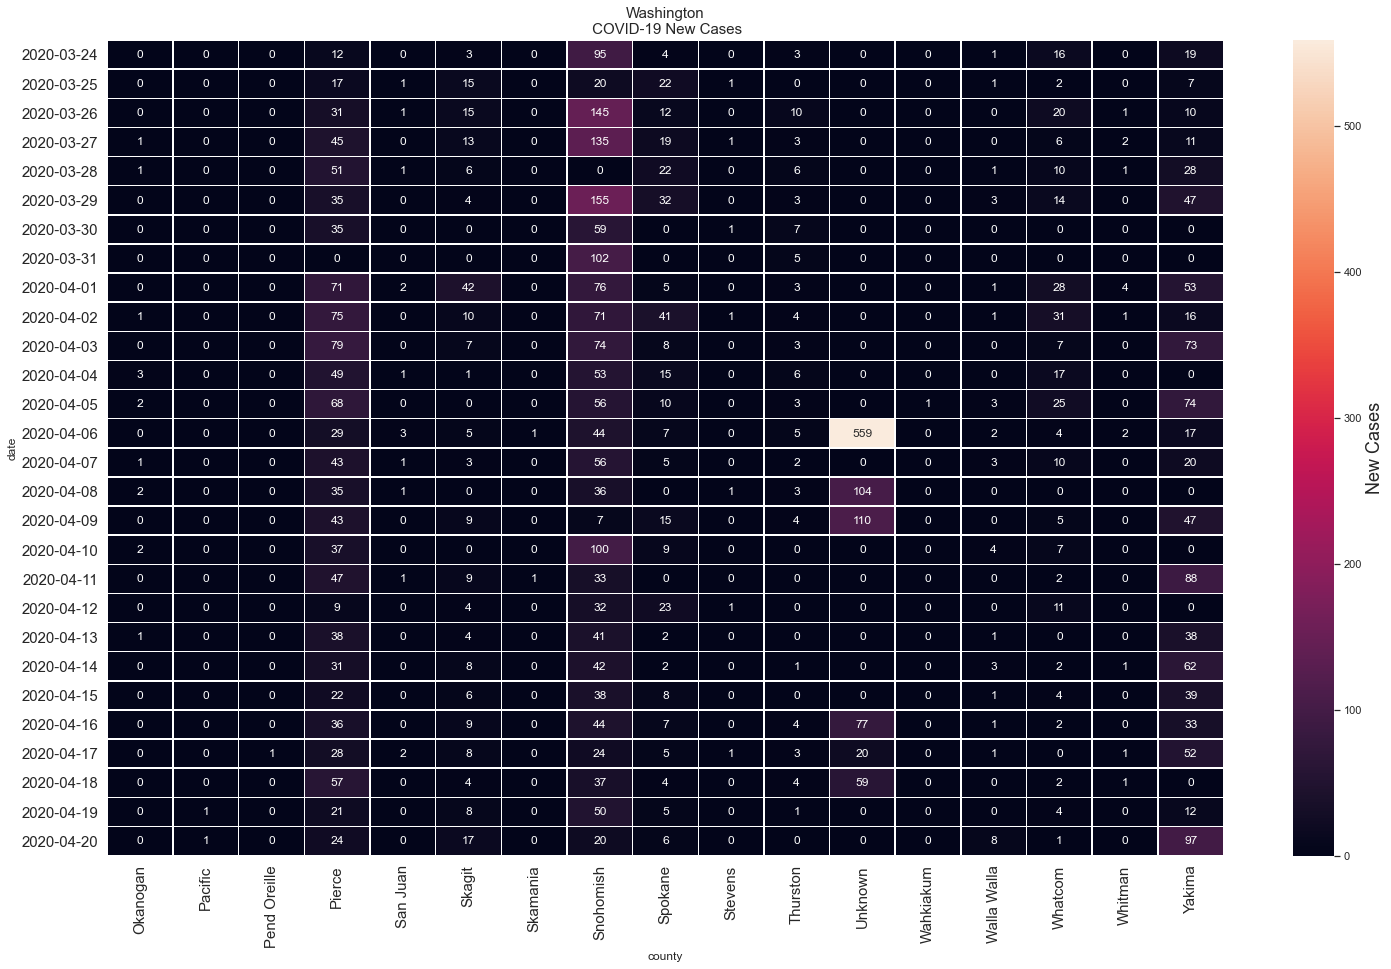 Washington
COVID-19 New Cases
2020-03-24 0 0 0 12 0 3 0 95 4 0 3 0 0 1 16 0 19
2020-03-25 0 0 0 17 1 15 0 20 22 1 0 0 0 1 2 0 7
2020-03-26 0 0 0 31 1 15 0 145 12 0 10 0 0 0 20 1 10
2020-03-27 1 0 0 45 0 13 0 135 19 1 3 0 0 0 6 2 11
2020-03-28 1 0 0 51 1 6 0 0 22 0 6 0 0 1 10 1 28
2020-03-29 0 0 0 35 0 4 0 155 32 0 3 0 0 3 14 0 47
2020-03-30 0 0 0 35 0 0 0 59 0 1 7 0 0 0 0 0 0
2020-03-31 0 0 0 0 0 0 0 102 0 0 5 0 0 0 0 0 0
2020-04-01 0 0 0 71 2 42 0 76 5 0 3 0 0 1 28 4 53
2020-04-02 1 0 0 75 0 10 0 71 41 1 4 0 0 1 31 1 16
2020-04-03 0 0 0 79 0 7 0 74 8 0 3 0 0 0 7 0 73
2020-04-04 3 0 0 49 1 1 0 53 15 0 6 0 0 0 17 0 0
2020-04-05 2 0 0 68 0 0 0 56 10 0 3 0 1 3 25 0 74
2020-04-06 0 0 0 29 3 5 1 44 7 0 5 559 0 2 4 2 17
2020-04-07 1 0 0 43 1 3 0 56 5 0 2 0 0 3 10 0 20
2020-04-08 2 0 0 35 1 0 0 36 0 1 3 104 0 0 0 0 0
2020-04-09 0 0 0 43 0 9 0 7 15 0 4 110 0 0 5 0 47
2020-04-10 2 0 0 37 0 0 0 100 9 0 0 0 0 4 7 0 0
2020-04-11 0 0 0 47 1 9 1 33 0 0 0 0 0 0 2 0 88
2020-04-12 0 0 0 9 0 4 0 32 23 1 0 0 0 0 11 0 0
2020-04-13 1 0 0 38 0 4 0 41 2 0 0 0 0 1 0 0 38
2020-04-14 0 0 0 31 0 8 0 42 2 0 1 0 0 3 2 1 62
2020-04-15 0 0 0 22 0 6 0 38 8 0 0 0 0 1 4 0 39
2020-04-16 0 0 0 36 0 9 0 44 7 0 4 77 0 1 2 0 33
2020-04-17 0 0 1 28 2 8 0 24 5 1 3 20 0 1 0 1 52
2020-04-18 0 0 0 57 0 4 0 37 4 0 4 59 0 0 2 1 0
2020-04-19 0 1 0 21 0 8 0 50 5 0 1 0 0 0 4 0 12
2020-04-20 0 1 0 24 0 17 0 20 6 0 0 0 0 8 1 0 97
date
Okanogan Pacific Pend Oreille Pierce San Juan Skagit Skamania Snohomish Spokane Stevens Thurston Unknown Wahkiakum Walla Walla Whatcom Whitman Yakima
county
500
400
300
200
100
0
New Cases